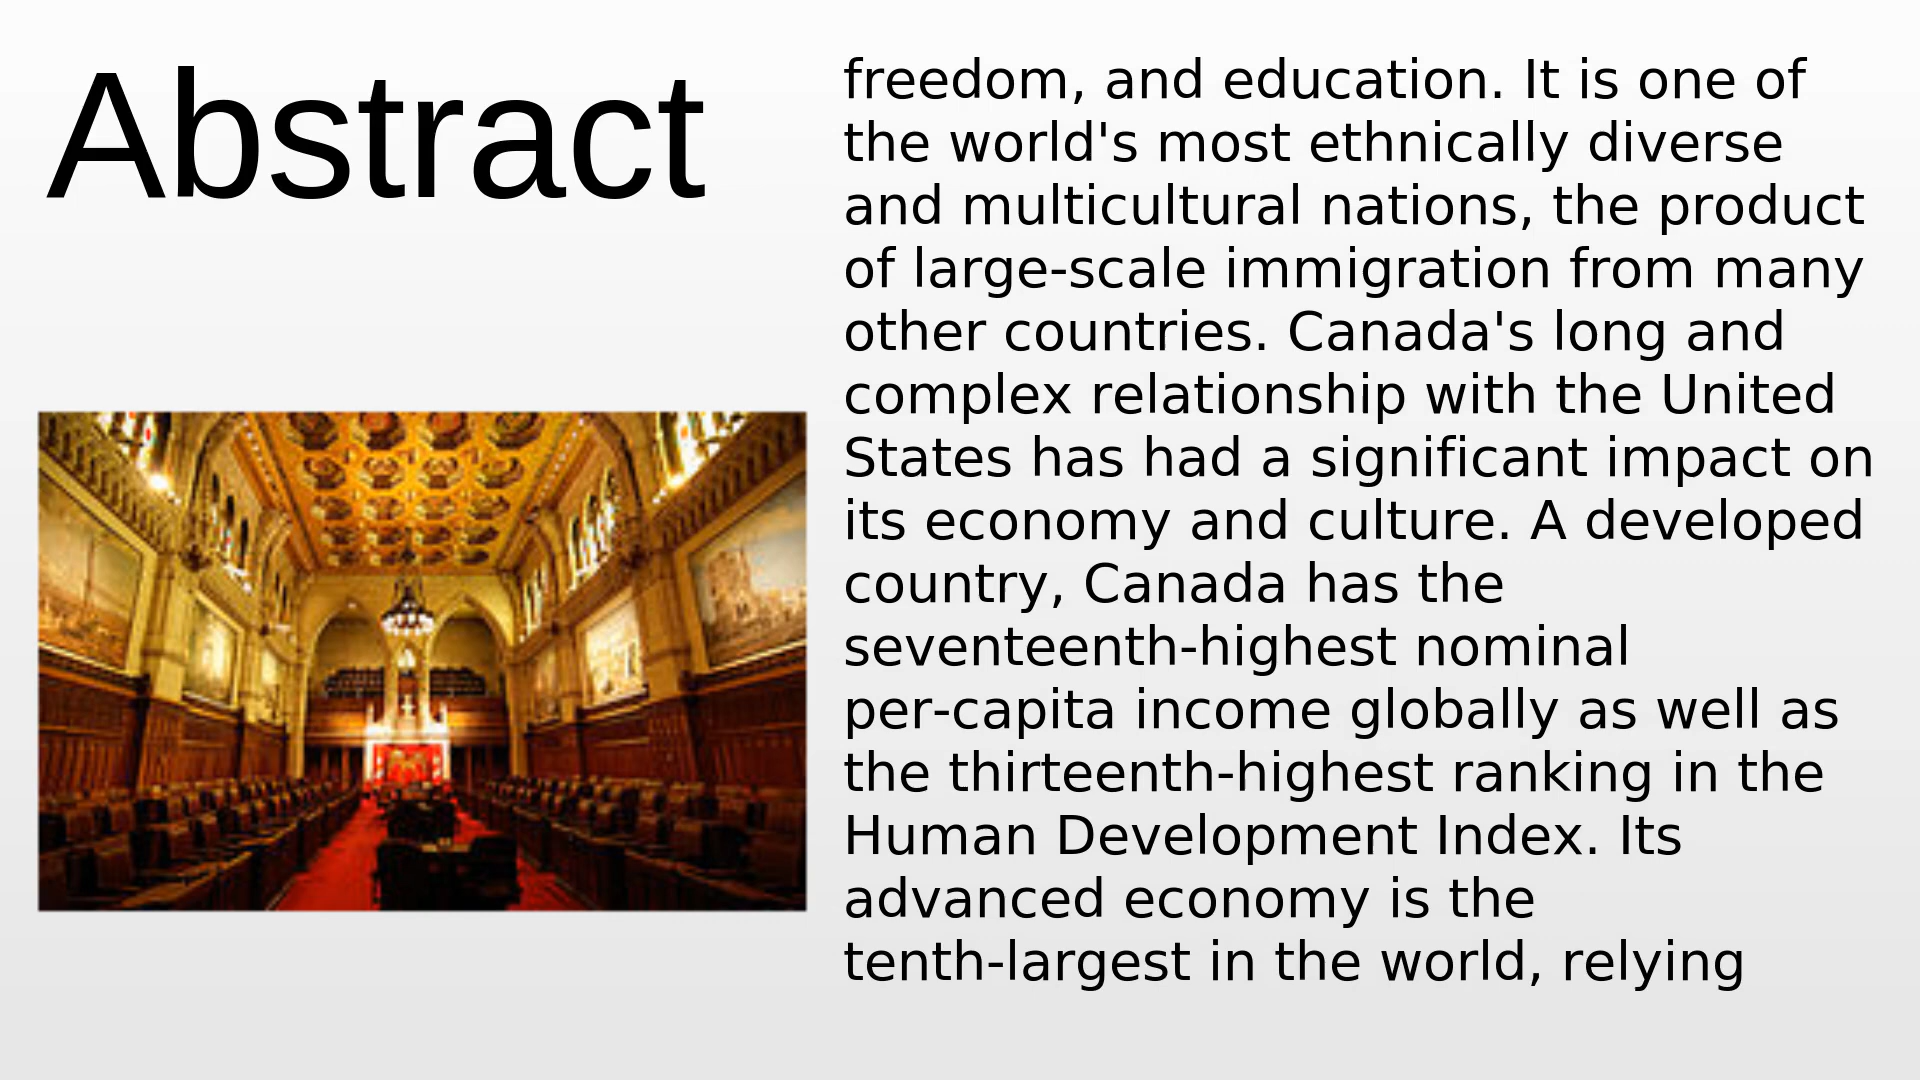 Abstract
freedom, and education. It is one of
the world's most ethnically diverse
and multicultural nations, the product
of large-scale immigration from many
other countries. Canada's long and
complex relationship with the United
States has had a significant impact on
its economy and culture. A developed
country, Canada has the
seventeenth-highest nominal
per-capita income globally as well as
the thirteenth-highest ranking in the
Human Development Index. Its
advanced economy is the
tenth-largest in the world, relying